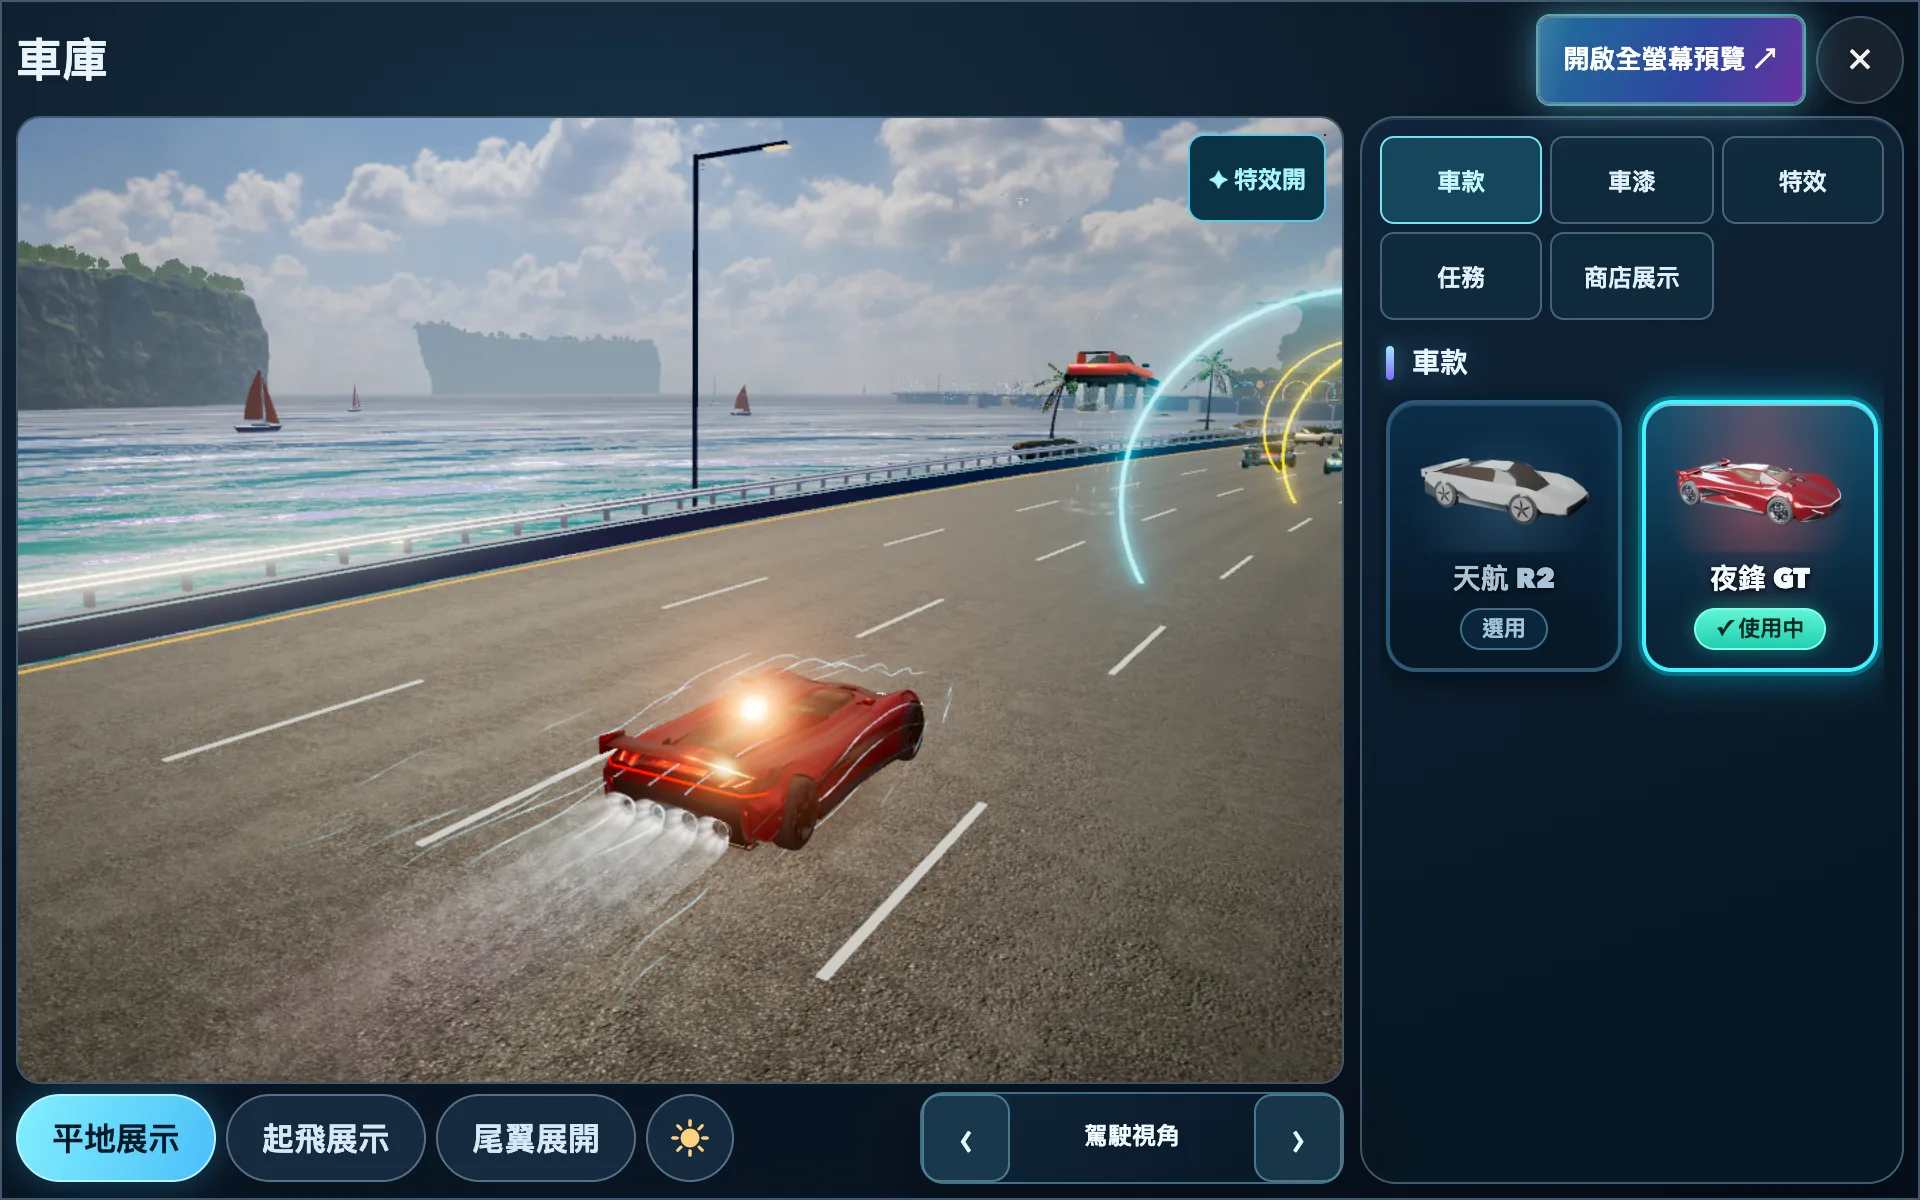 車庫
開啟全螢幕預覽 ↗
✕
✦ 特效開
車款
車漆
特效
任務
商店展示
車款
天航 R2
選用
夜鋒 GT
✓使用中
平地展示
起飛展示
尾翼展開
‹
駕駛視角
›